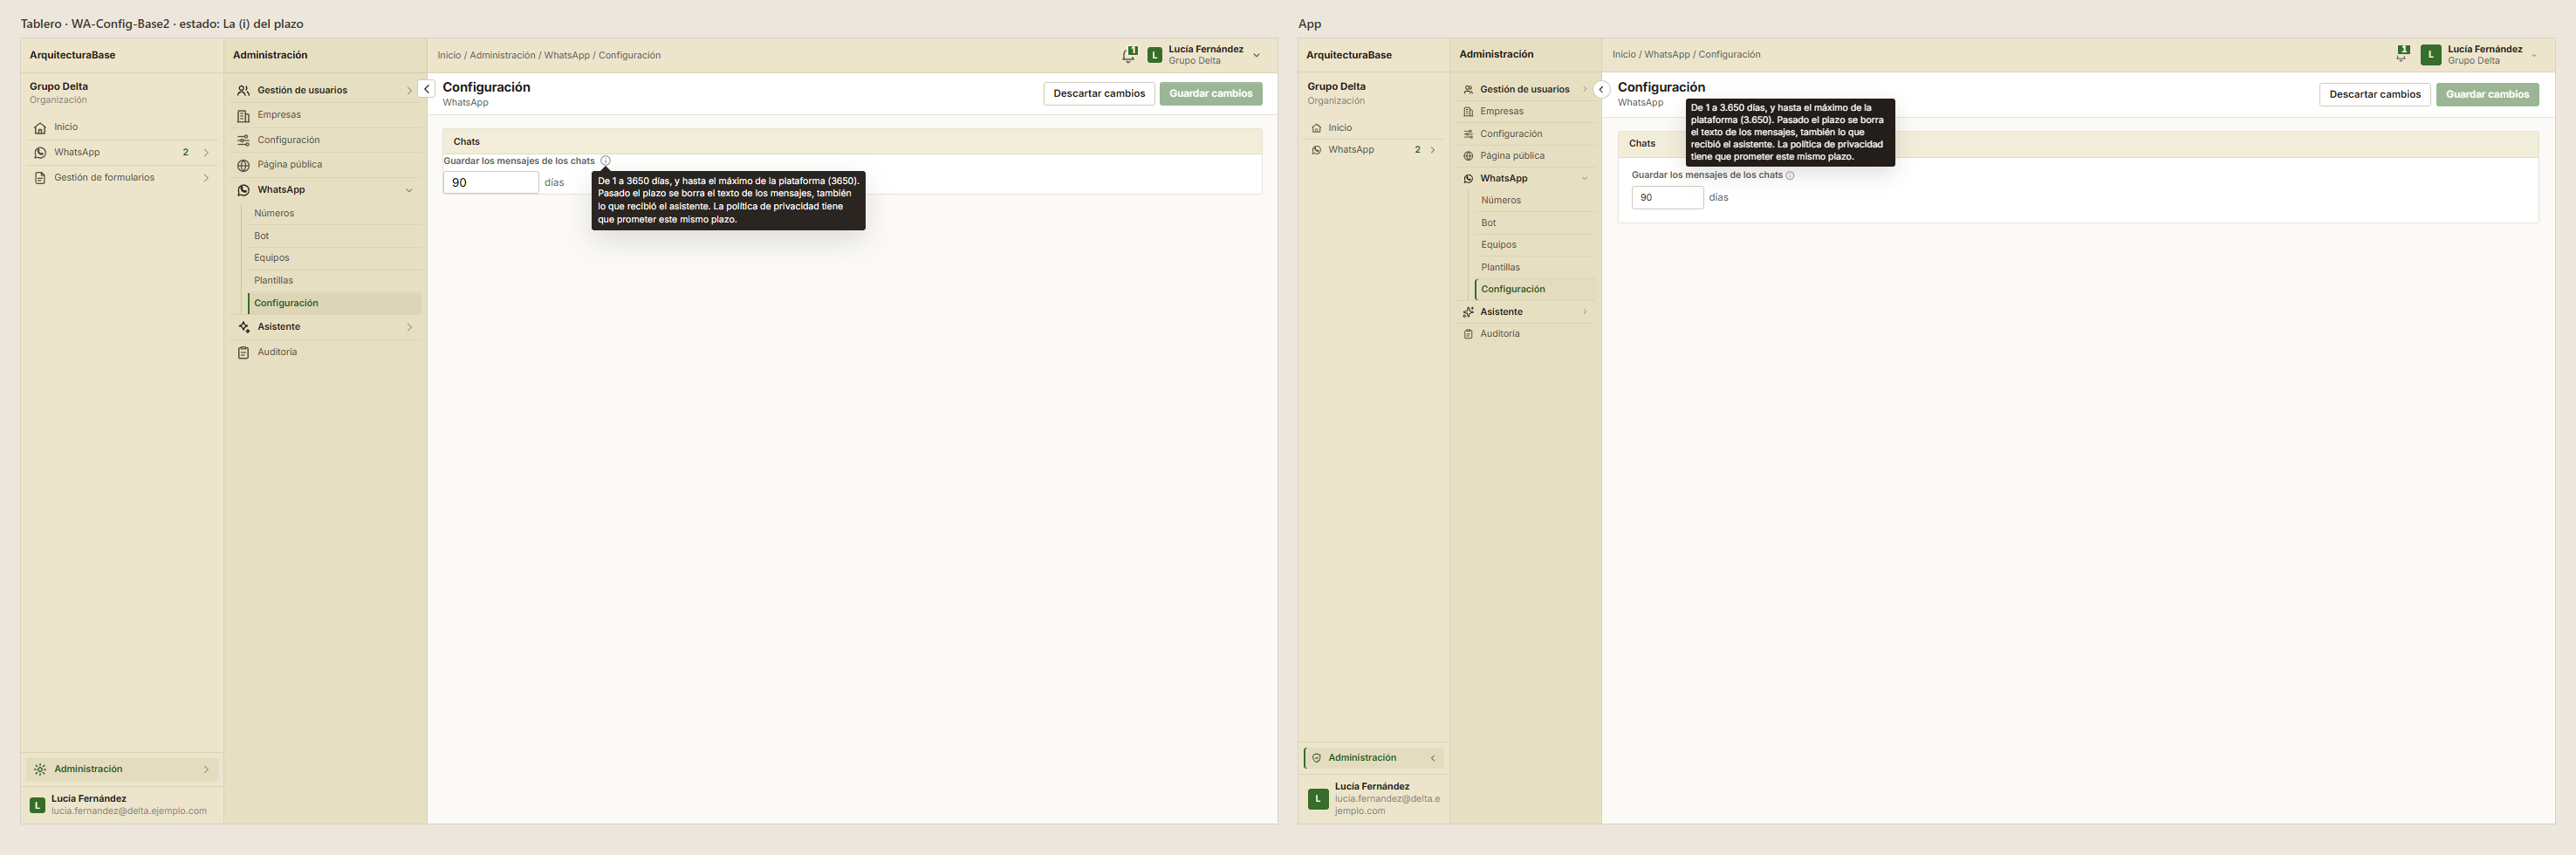 Tablero · WA-Config-Base2 · estado: La (i) del plazo
ArquitecturaBase
Grupo Delta
Organización
Inicio
WhatsApp 2
Gestión de formularios
Administración
Lucía Fernández
lucia.fernandez@delta.ejemplo.com
Administración
Gestión de usuarios
Empresas
Configuración
Página pública
WhatsApp
Números
Bot
Equipos
Plantillas
Configuración
Asistente
Auditoría
Inicio / Administración / WhatsApp / Configuración
1
L
Lucía Fernández
Grupo Delta
Configuración
WhatsApp
Descartar cambios
Guardar cambios
Chats
Guardar los mensajes de los chats
90 días
De 1 a 3650 días, y hasta el máximo de la plataforma (3650).
Pasado el plazo se borra el texto de los mensajes, también
lo que recibió el asistente. La política de privacidad tiene
que prometer este mismo plazo.
L
App
ArquitecturaBase
Grupo Delta
Organización
Inicio
WhatsApp 2
Administración
L
Lucía Fernández
lucia.fernandez@delta.e
jemplo.com
Administración
Gestión de usuarios
Empresas
Configuración
Página pública
WhatsApp
Números
Bot
Equipos
Plantillas
Configuración
Asistente
Auditoría
Inicio / WhatsApp / Configuración
1
L
Lucía Fernández
Grupo Delta
Configuración
WhatsApp
Descartar cambios
Guardar cambios
De 1 a 3.650 días, y hasta el máximo de la
plataforma (3.650). Pasado el plazo se borra
el texto de los mensajes, también lo que
recibió el asistente. La política de privacidad
tiene que prometer este mismo plazo.
Chats
Guardar los mensajes de los chats
90 días